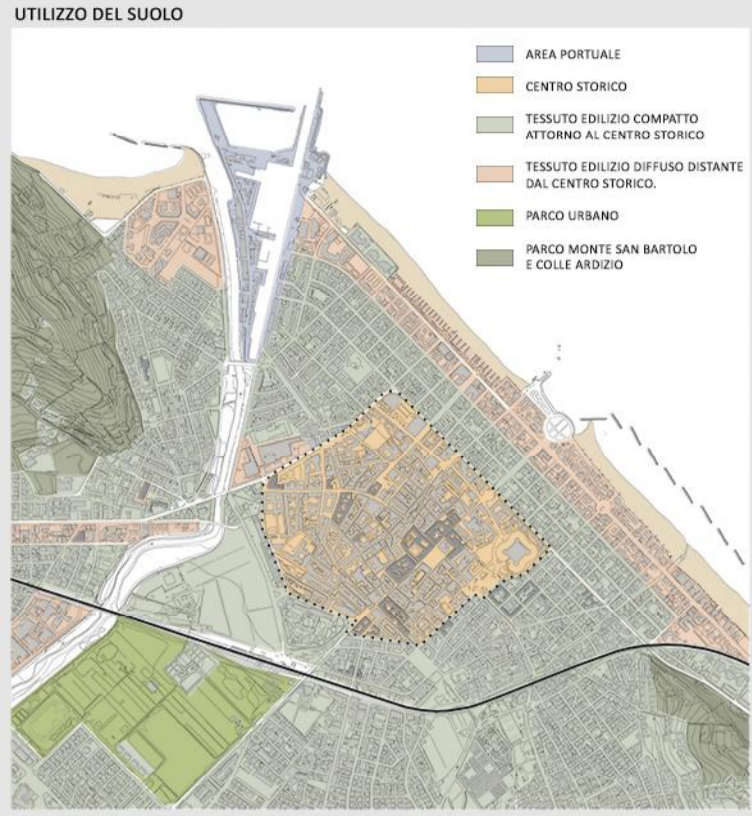 UTILIZZO DEL SUOLO
AREA PORTUALE
CENTRO STORICO
TESSUTO EDILIZIO COMPATTO
ATTORNO AL CENTRO STORICO
TESSUTO EDILIZIO DIFFUSO DISTANTE
DAL CENTRO STORICO.
PARCO URBANO
PARCO MONTE SAN BARTOLO
E COLLE ARDIZIO